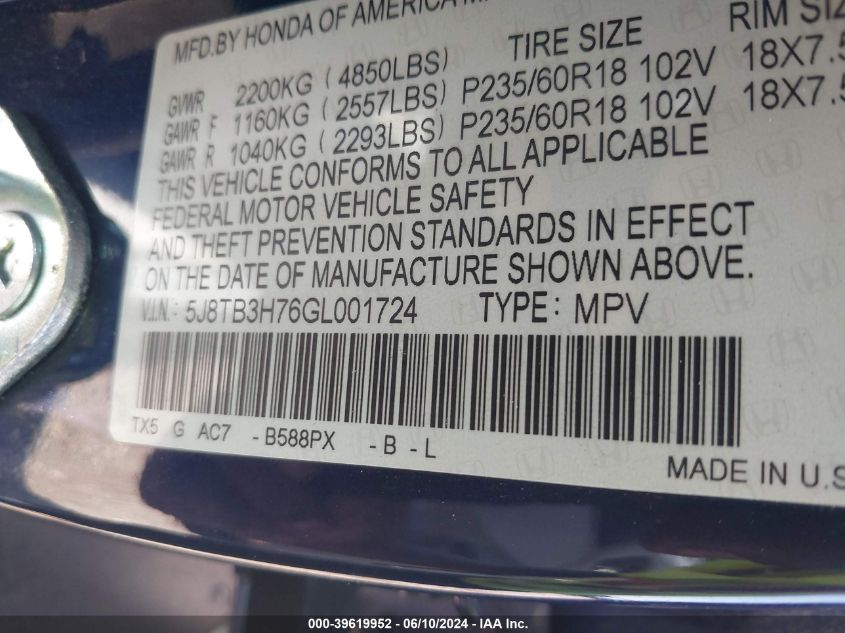 MFD.BY HONDA OF AMERICA
TIRE SIZE RIM SIZ
GVWR 2200KG (4850LBS)
GAWR F 1160KG (2557LBS) P235/60R18 102V 18X7.5
GAWR R 1040KG (2293LBS) P235/60R18 102V 18X7.5
THIS VEHICLE CONFORMS TO ALL APPLICABLE
FEDERAL MOTOR VEHICLE SAFETY
AND THEFT PREVENTION STANDARDS IN EFFECT
ON THE DATE OF MANUFACTURE SHOWN ABOVE.
V.I.N.: 5J8TB3H76GL001724 TYPE: MPV
TX5 G AC7 -B588PX -B -L
MADE IN U.S
000-39619952 / 06/10/2024 - IAA Inc.